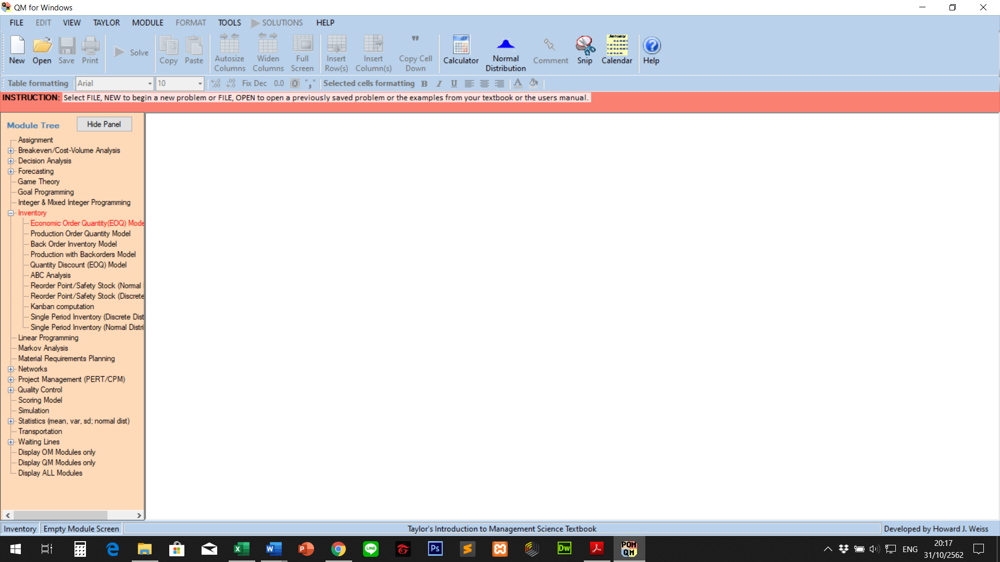 QM for Windows
FILE EDIT VIEW TAYLOR MODULE FORMAT TOOLS SOLUTIONS HELP
New Open Save Print Solve Copy Paste Autosize Columns Widen Columns Full Screen Insert Row(s) Insert Column(s) Copy Cell Down Calculator Normal Distribution Comment Snip Calendar Help
Table formatting Arial 10 Fix Dec 0.0 Selected cells formatting B I U A
INSTRUCTION: Select FILE, NEW to begin a new problem or FILE, OPEN to open a previously saved problem or the examples from your textbook or the users manual.
Module Tree Hide Panel
Assignment
Breakeven/Cost-Volume Analysis
Decision Analysis
Forecasting
Game Theory
Goal Programming
Integer & Mixed Integer Programming
Inventory
Economic Order Quantity(EOQ) Mode
Production Order Quantity Model
Back Order Inventory Model
Production with Backorders Model
Quantity Discount (EOQ) Model
ABC Analysis
Reorder Point/Safety Stock (Normal
Reorder Point/Safety Stock (Discrete
Kanban computation
Single Period Inventory (Discrete Dist
Single Period Inventory (Normal Distri
Linear Programming
Markov Analysis
Material Requirements Planning
Networks
Project Management (PERT/CPM)
Quality Control
Scoring Model
Simulation
Statistics (mean, var, sd; normal dist)
Transportation
Waiting Lines
Display OM Modules only
Display QM Modules only
Display ALL Modules
Inventory Empty Module Screen Taylor's Introduction to Management Science Textbook Developed by Howard J. Weiss
LINE Ps Dw POM QM ENG 20:17
31/10/2562